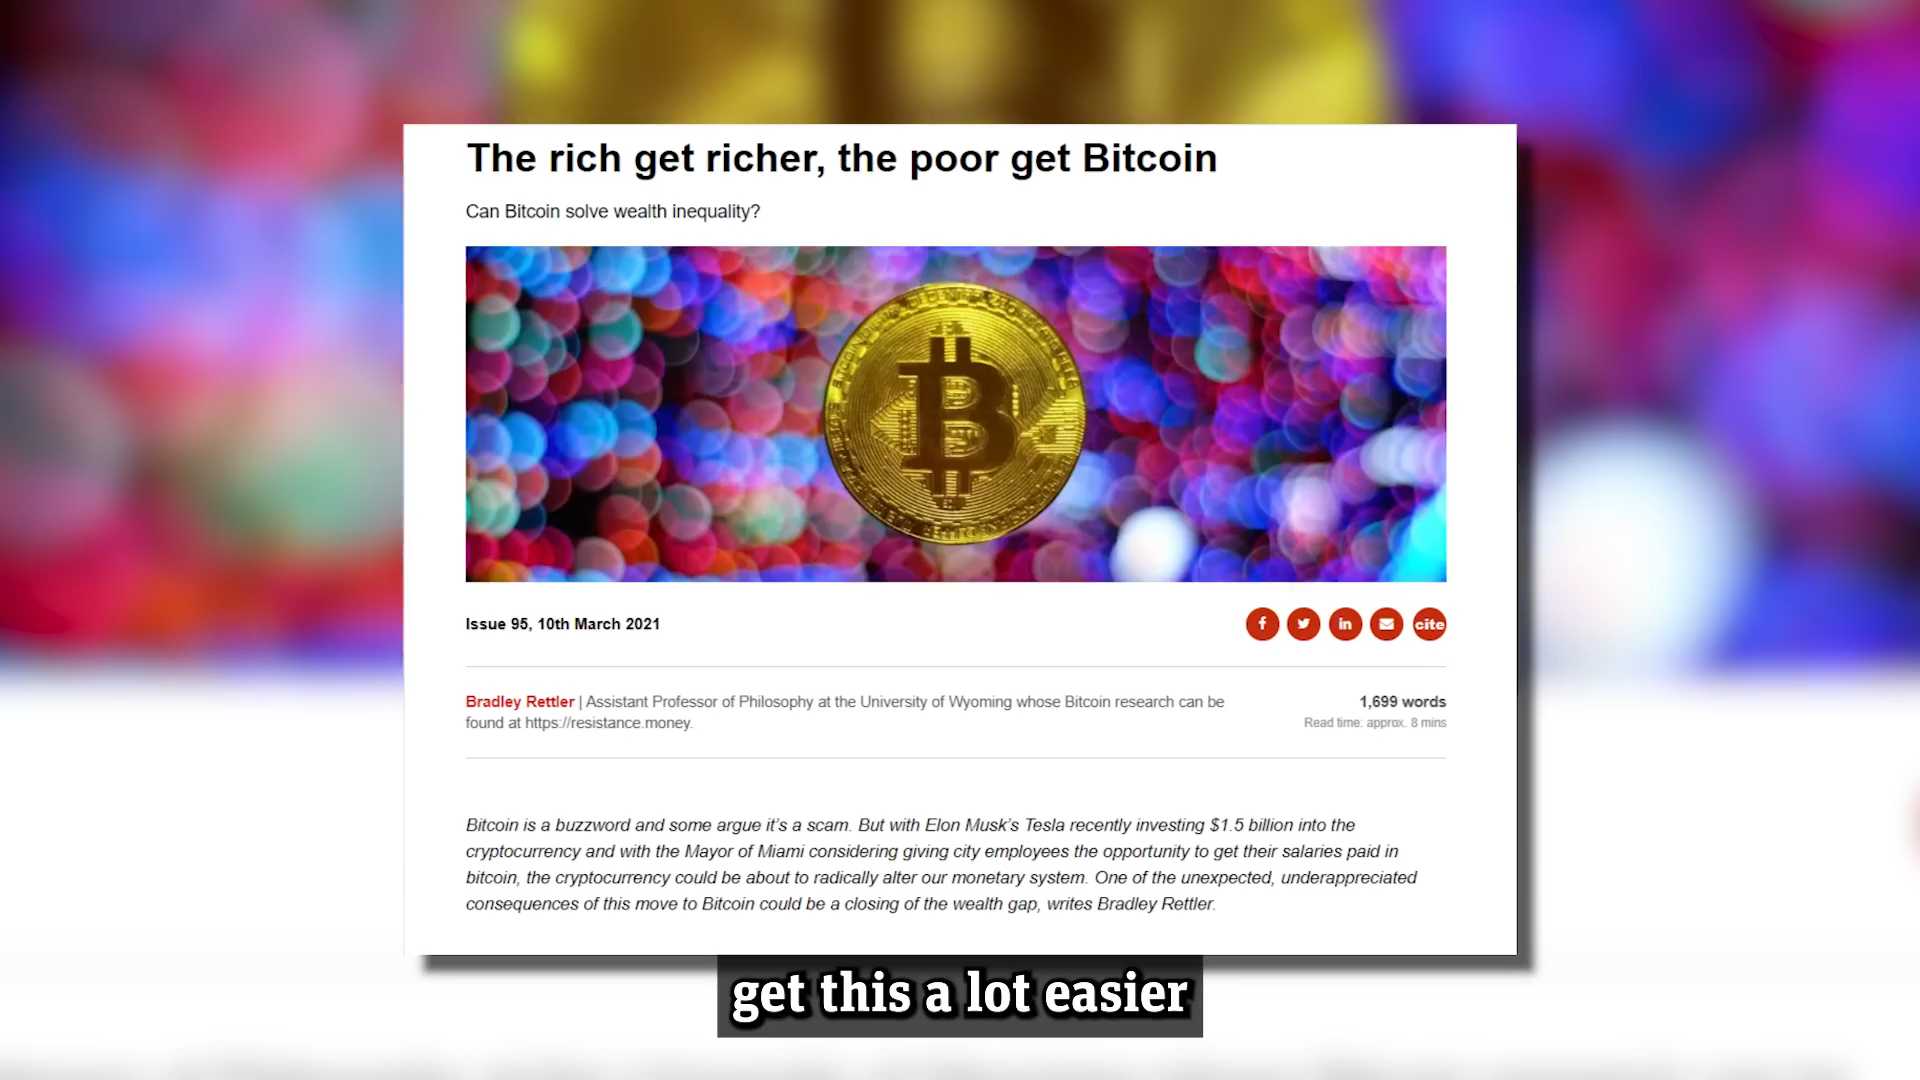 The rich get richer, the poor get Bitcoin
Can Bitcoin solve wealth inequality?
Issue 95, 10th March 2021
cite
Bradley Rettler | Assistant Professor of Philosophy at the University of Wyoming whose Bitcoin research can be
found at https://resistance.money.
1,699 words
Read time: approx. 8 mins
Bitcoin is a buzzword and some argue it's a scam. But with Elon Musk's Tesla recently investing $1.5 billion into the
cryptocurrency and with the Mayor of Miami considering giving city employees the opportunity to get their salaries paid in
bitcoin, the cryptocurrency could be about to radically alter our monetary system. One of the unexpected, underappreciated
consequences of this move to Bitcoin could be a closing of the wealth gap, writes Bradley Rettler.
get this a lot easier